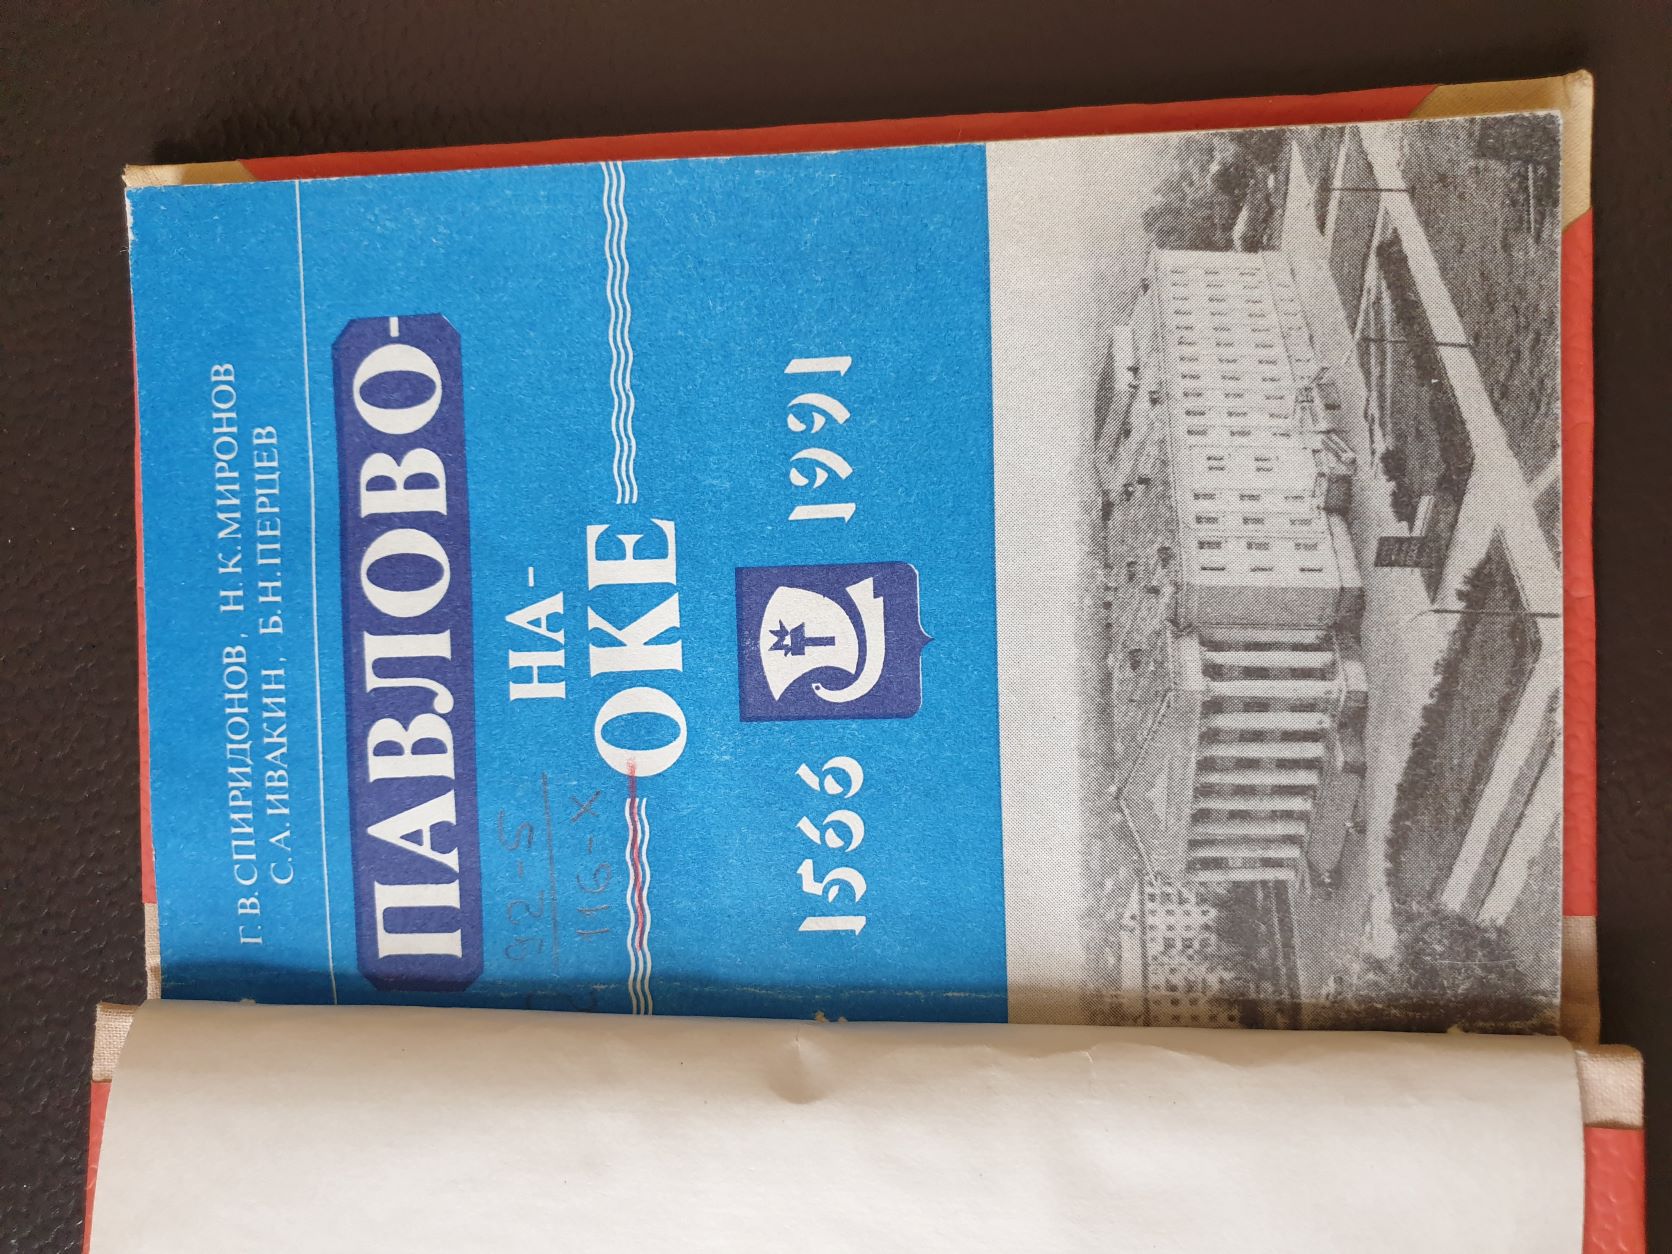 Г. В. СПИРИДОНОВ, Н. К. МИРОНОВ
С. А. ИВАКИН, Б. Н. ПЕРЦЕВ
ПАВЛОВО-
НА-
ОКЕ
92-5
116-х
1566 1991